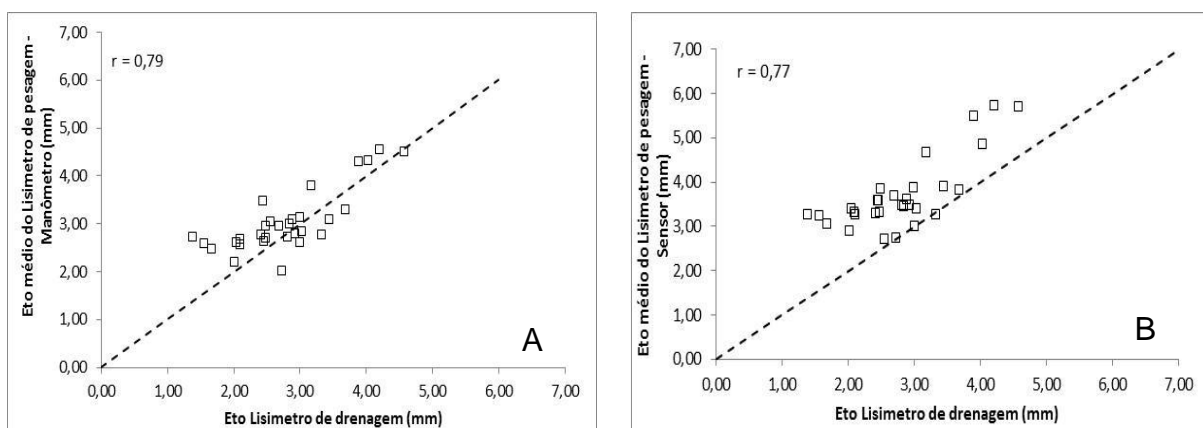 7,00
6,00
5,00
4,00
3,00
2,00
1,00
0,00
r = 0,79
Eto médio do Lisimetro de pesagem -
Manômetro (mm)
A
0,00 1,00 2,00 3,00 4,00 5,00 6,00 7,00
Eto Lisimetro de drenagem (mm)
7,00
6,00
5,00
4,00
3,00
2,00
1,00
0,00
r = 0,77
Eto médio do Lisimetro de pesagem -
Sensor (mm)
B
0,00 1,00 2,00 3,00 4,00 5,00 6,00 7,00
Eto Lisimetro de drenagem (mm)